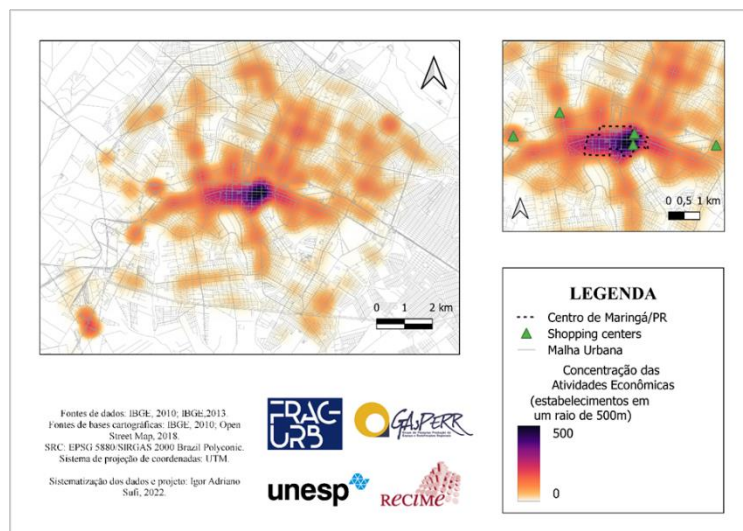 0 1 2 km
0 0,5 1 km
LEGENDA
Centro de Maringá/PR
Shopping centers
Malha Urbana
Concentração das
Atividades Econômicas
(estabelecimentos em
um raio de 500m)
500
0
Fontes de dados: IBGE, 2010; IBGE,2013.
Fontes de bases cartográficas: IBGE, 2010; Open
Street Map, 2018.
SRC: EPSG 5880/SIRGAS 2000 Brazil Polyconic.
Sistema de projeção de coordenadas: UTM.
Sistematização dos dados e projeto: Igor Adriano
Sufi, 2022.
FRAG-
URB
GAsPERR
unesp
ReCiMe